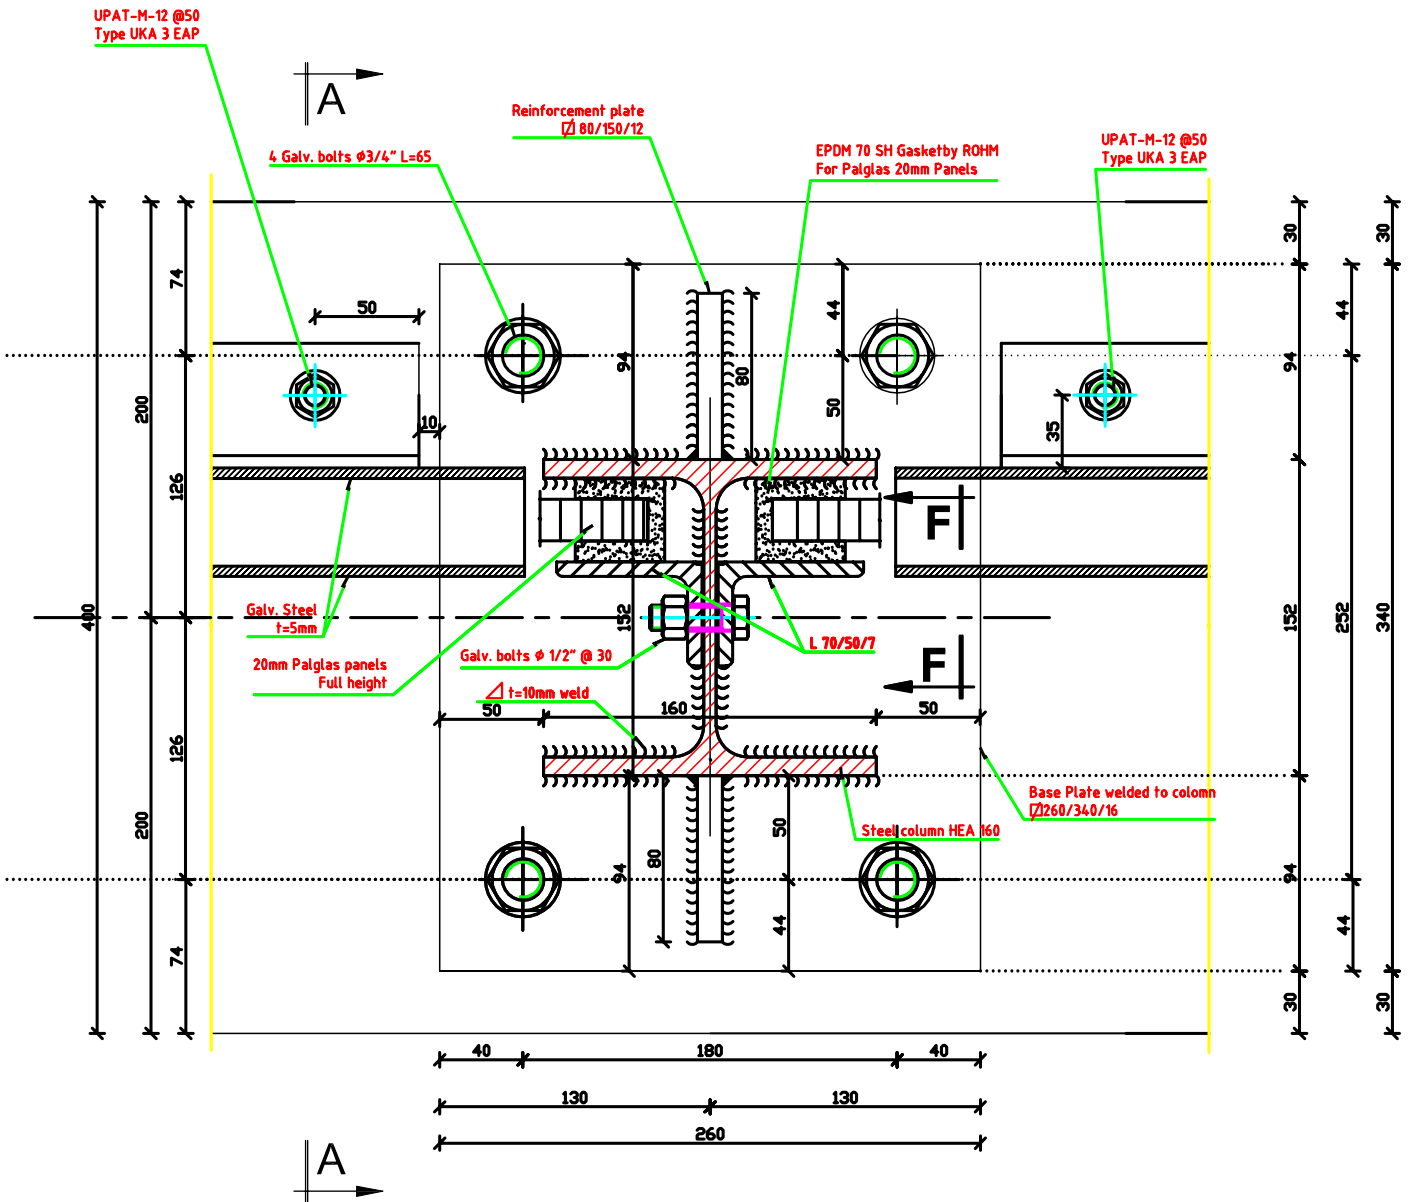 UPAT-M-12 @50
Type UKA 3 EAP
A
Reinforcement plate
80/150/12
4 Galv. bolts φ3/4" L=65
EPDM 70 SH Gasketby ROHM
For Palglas 20mm Panels
UPAT-M-12 @50
Type UKA 3 EAP
30
30
74
50
44
44
94
94
80
200
50
10
35
126
F
Galv. Steel
t=5mm
400
152
152
252
340
20mm Palglas panels
Full height
Galv. bolts φ 1/2" @ 30
L 70/50/7
F
t=10mm weld
50
160
50
126
Base Plate welded to colomn
260/340/16
Steel column HEA 160
200
50
80
94
94
44
44
74
30
30
40
180
40
130
130
260
A